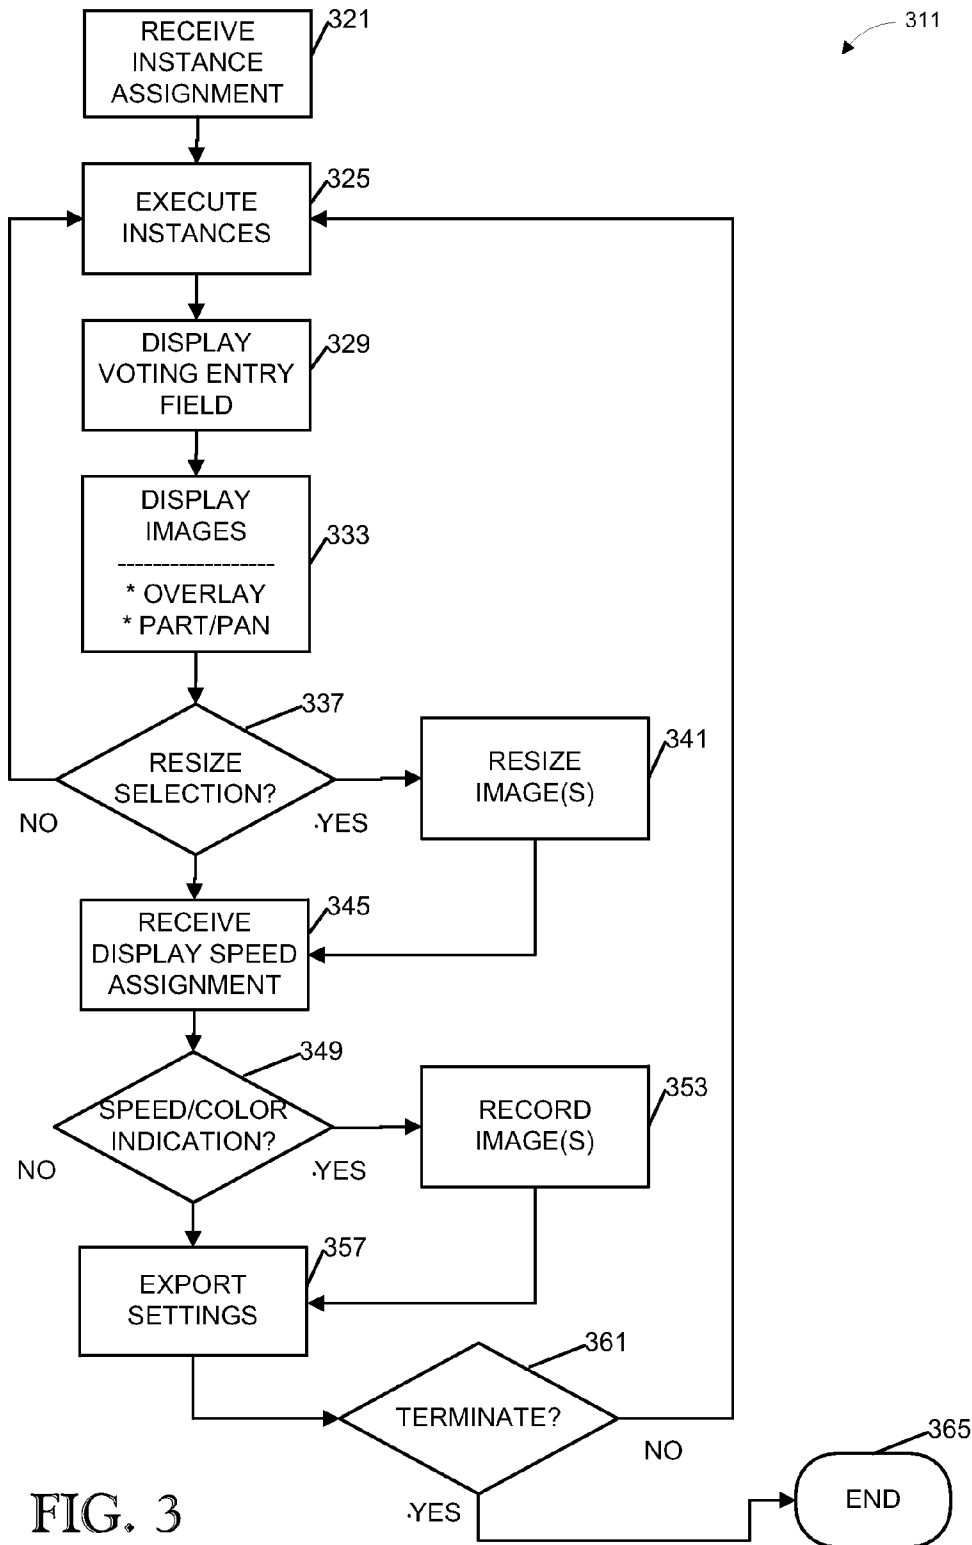 311
RECEIVE
INSTANCE
ASSIGNMENT
321
EXECUTE
INSTANCES
325
DISPLAY
VOTING ENTRY
FIELD
329
DISPLAY
IMAGES
------------------
* OVERLAY
* PART/PAN
333
RESIZE
SELECTION?
337
NO
.YES
RESIZE
IMAGE(S)
341
RECEIVE
DISPLAY SPEED
ASSIGNMENT
345
SPEED/COLOR
INDICATION?
349
NO
.YES
RECORD
IMAGE(S)
353
EXPORT
SETTINGS
357
TERMINATE?
361
NO
.YES
END
365
FIG. 3